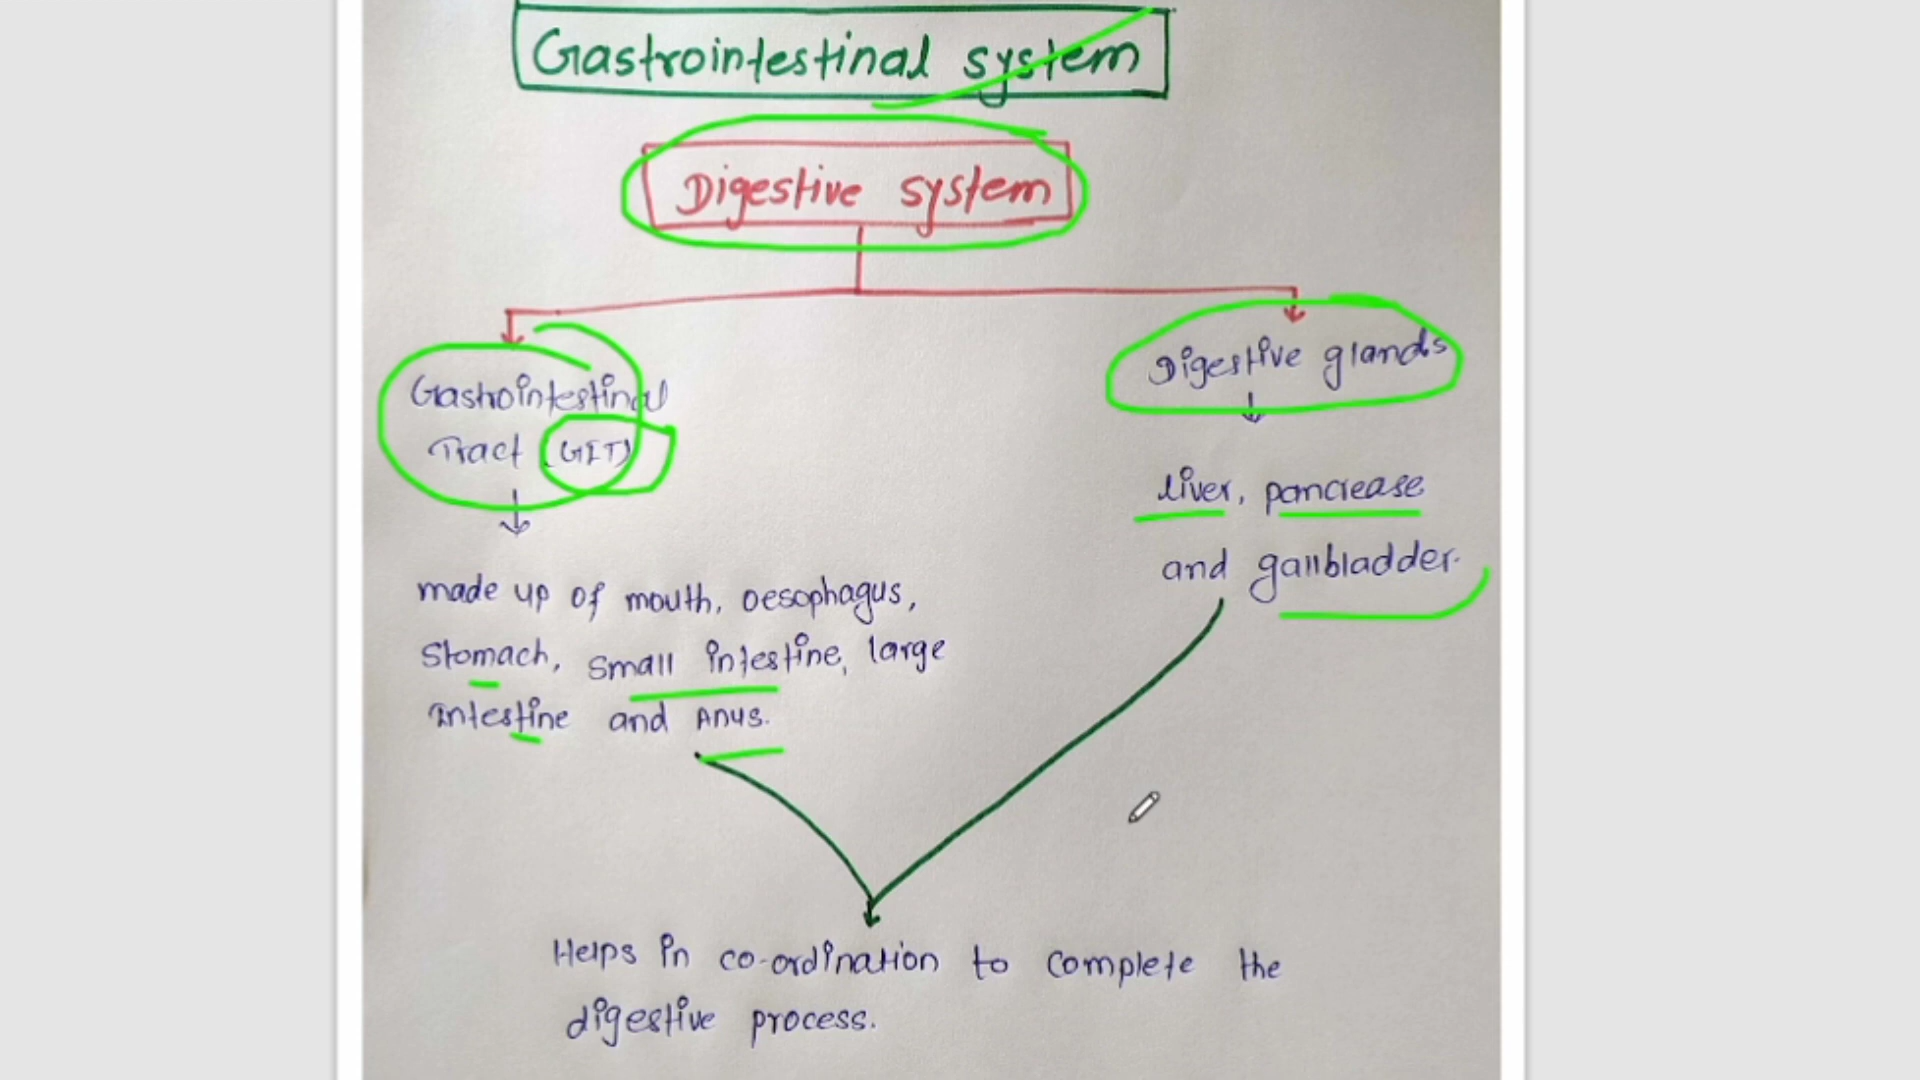 Gastrointestinal system
Digestive system
Gastrointestinal
Tract (GIT)
Digestive glands
liver, pancrease
and gallbladder.
made up of mouth, oesophagus,
Stomach, small intestine, large
intestine and Anus.
Helps in co-ordination to complete the
digestive process.